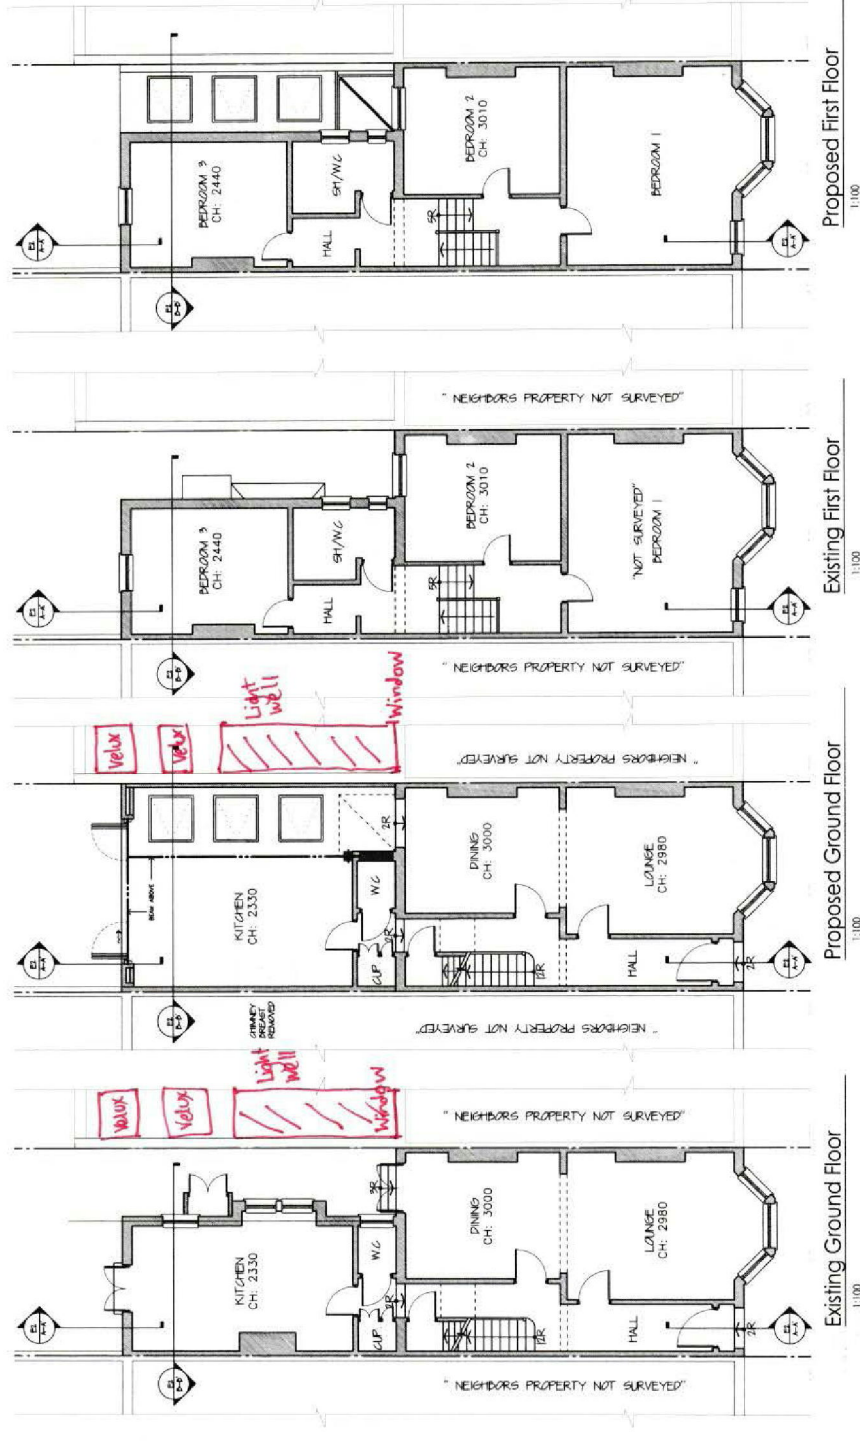 A-A'
B-B'
KITCHEN
CH: 2330
CUP
W.C
2R
3R
Velux
Velux
Light
Well
Window
DINING
CH: 3000
12R
LOUNGE
CH: 2980
HALL
2R
A-A'
" NEIGHBORS PROPERTY NOT SURVEYED"
" NEIGHBORS PROPERTY NOT SURVEYED"
Existing Ground Floor
1:100
A-A'
B-B'
CHIMNEY
BREAST
REMOVED
BEAM ABOVE
KITCHEN
CH: 2330
CUP
W.C
2R
2R
Velux
Velux
Light
Well
Window
DINING
CH: 3000
12R
LOUNGE
CH: 2980
HALL
2R
A-A'
" NEIGHBORS PROPERTY NOT SURVEYED"
" NEIGHBORS PROPERTY NOT SURVEYED"
Proposed Ground Floor
1:100
A-A'
B-B'
BEDROOM 3
CH: 2440
HALL
SH/W.C
5R
BEDROOM 2
CH: 3010
"NOT SURVEYED"
BEDROOM 1
A-A'
" NEIGHBORS PROPERTY NOT SURVEYED"
" NEIGHBORS PROPERTY NOT SURVEYED"
Existing First Floor
1:100
A-A'
B-B'
BEDROOM 3
CH: 2440
HALL
SH/W.C
5R
BEDROOM 2
CH: 3010
BEDROOM 1
A-A'
Proposed First Floor
1:100